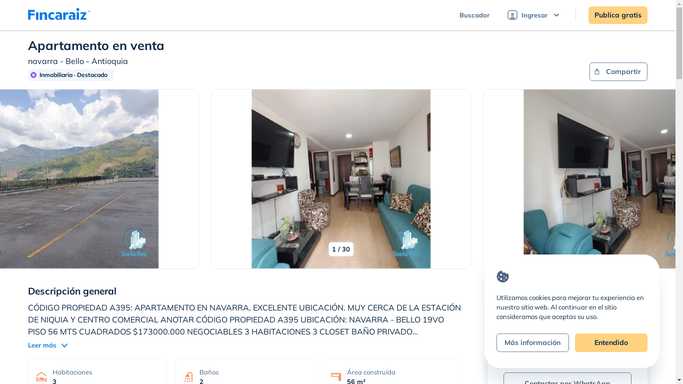 Fincaraiz
Buscador
Ingresar
Publica gratis
Apartamento en venta
navarra - Bello - Antioquia
Inmobiliaria - Destacado
Compartir
1 / 30
Descripción general
CÓDIGO PROPIEDAD A395: APARTAMENTO EN NAVARRA, EXCELENTE UBICACIÓN. MUY CERCA DE LA ESTACIÓN
DE NIQUIA Y CENTRO COMERCIAL. ANOTAR CÓDIGO PROPIEDAD A395 UBICACIÓN: NAVARRA - BELLO 19VO
PISO 56 MTS CUADRADOS $173000.000 NEGOCIABLES 3 HABITACIONES 3 CLOSET BAÑO PRIVADO...
Leer más
Habitaciones
3
Baños
2
Área construida
56 m²
Utilizamos cookies para mejorar tu experiencia en
nuestro sitio web. Al continuar en el sitio
consideramos que aceptas su uso.
Más información
Entendido
Contactar por WhatsApp